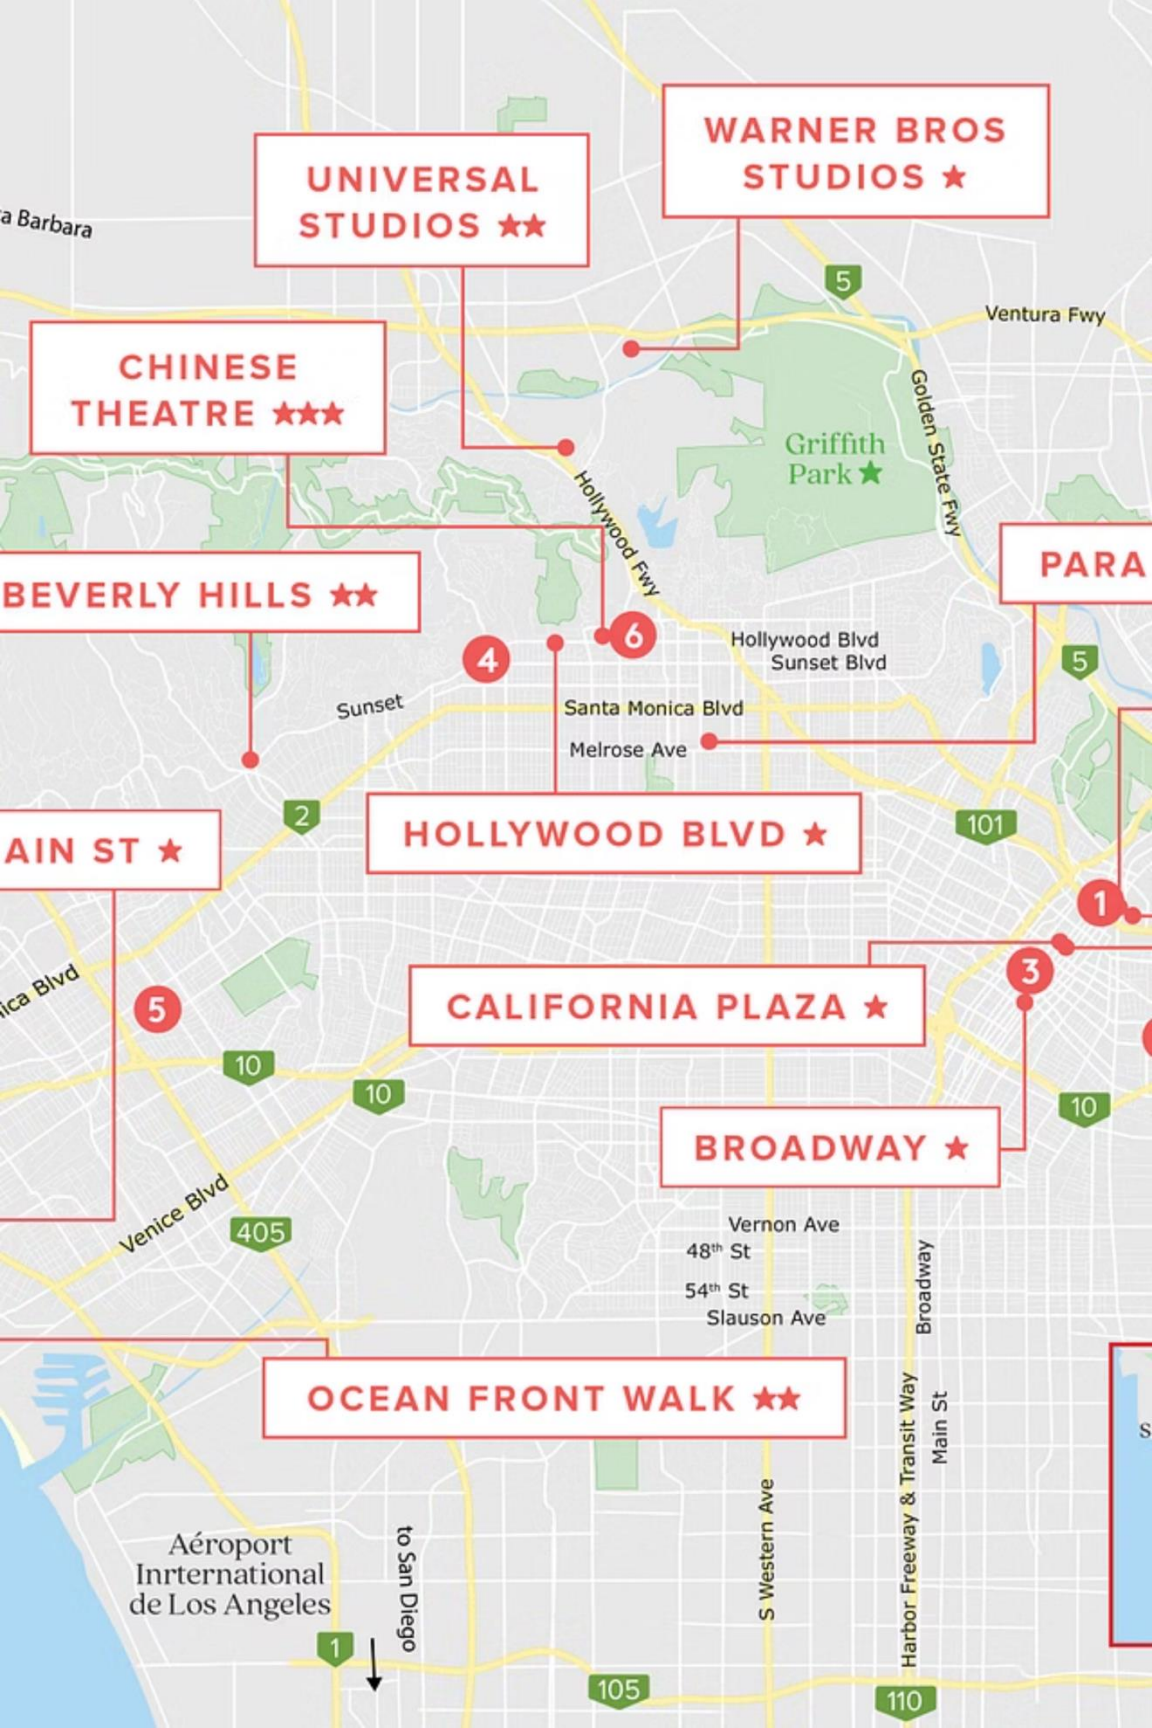 WARNER BROS
STUDIOS ★
UNIVERSAL
STUDIOS ★★
a Barbara
5
Ventura Fwy
CHINESE
THEATRE ★★★
Golden State Fwy
Griffith
Park ★
Hollywood Fwy
PARA
BEVERLY HILLS ★★
6
4
Hollywood Blvd
Sunset Blvd
5
Sunset
Santa Monica Blvd
Melrose Ave
2
101
HOLLYWOOD BLVD ★
AIN ST ★
1
3
ica Blvd
5
CALIFORNIA PLAZA ★
10
10
10
BROADWAY ★
Venice Blvd
405
Vernon Ave
48th St
54th St
Slauson Ave
Broadway
OCEAN FRONT WALK ★★
Harbor Freeway & Transit Way
Main St
S Western Ave
s
Aéroport
Inrternational
de Los Angeles
to San Diego
1
105
110